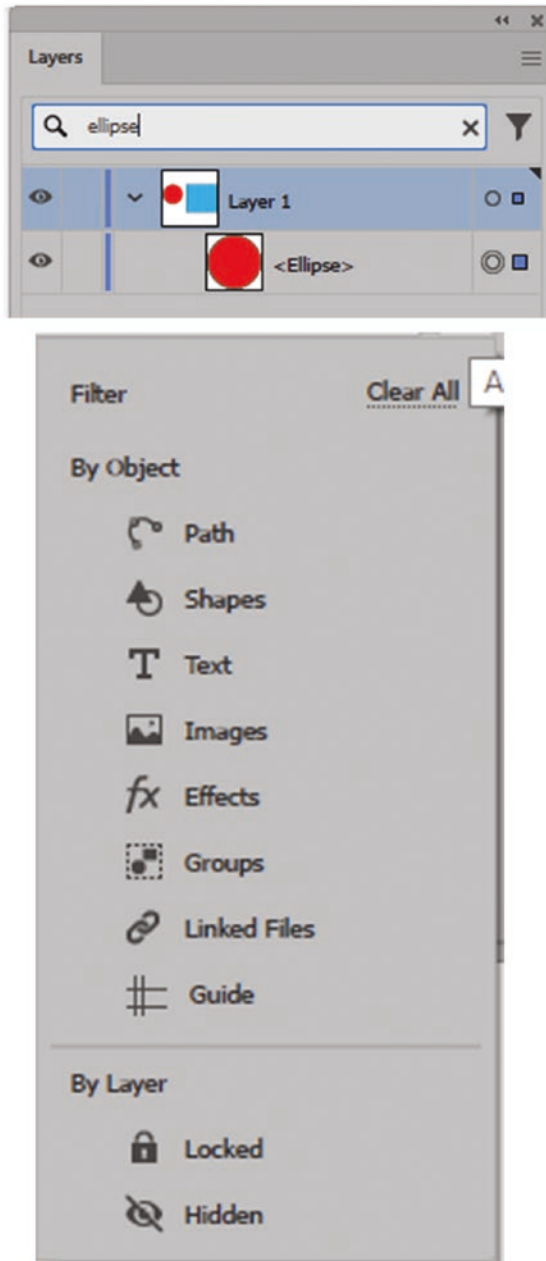 Layers
ellipse
Layer 1
<Ellipse>
Filter Clear All A
By Object
Path
Shapes
T Text
Images
fx Effects
Groups
Linked Files
Guide
By Layer
Locked
Hidden